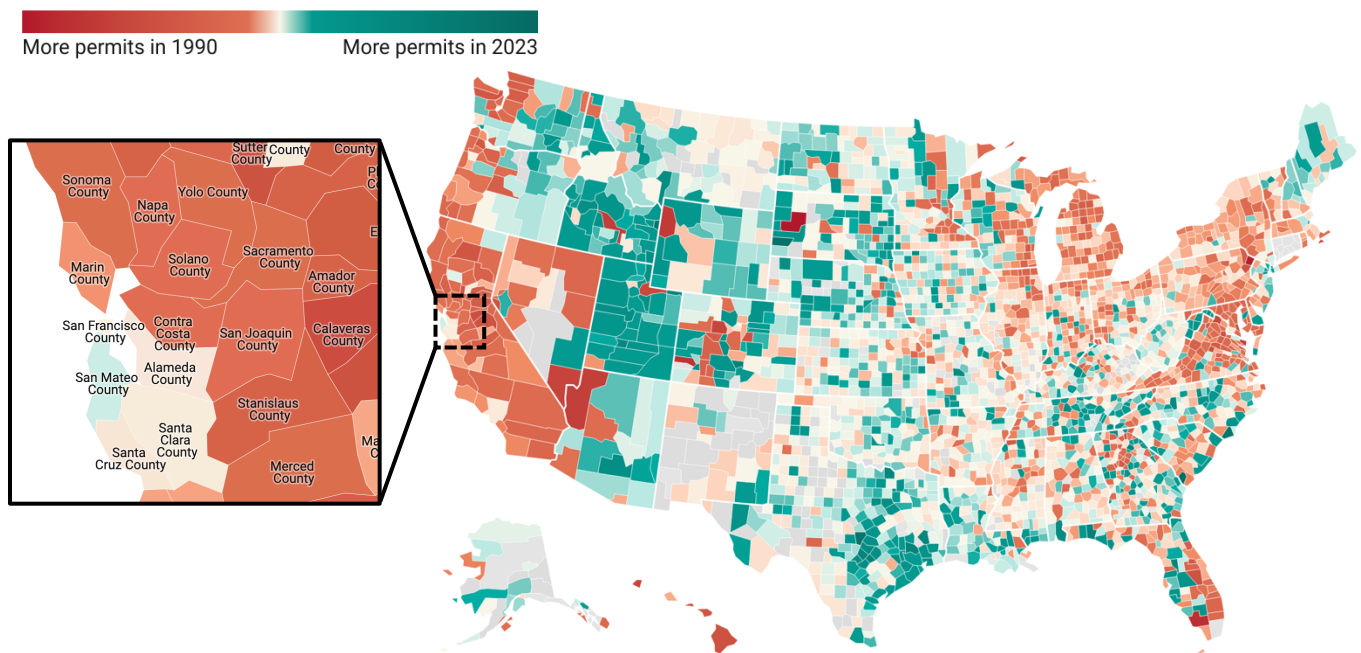 More permits in 1990
More permits in 2023
Sutter
County
County
County
Sonoma
County
Yolo County
Napa
County
Sacramento
County
Solano
County
Marin
County
Amador
County
San Francisco
County
Contra
Costa
County
San Joaquin
County
Calaveras
County
Alameda
County
San Mateo
County
Stanislaus
County
Santa
Clara
County
Santa
Cruz County
Merced
County